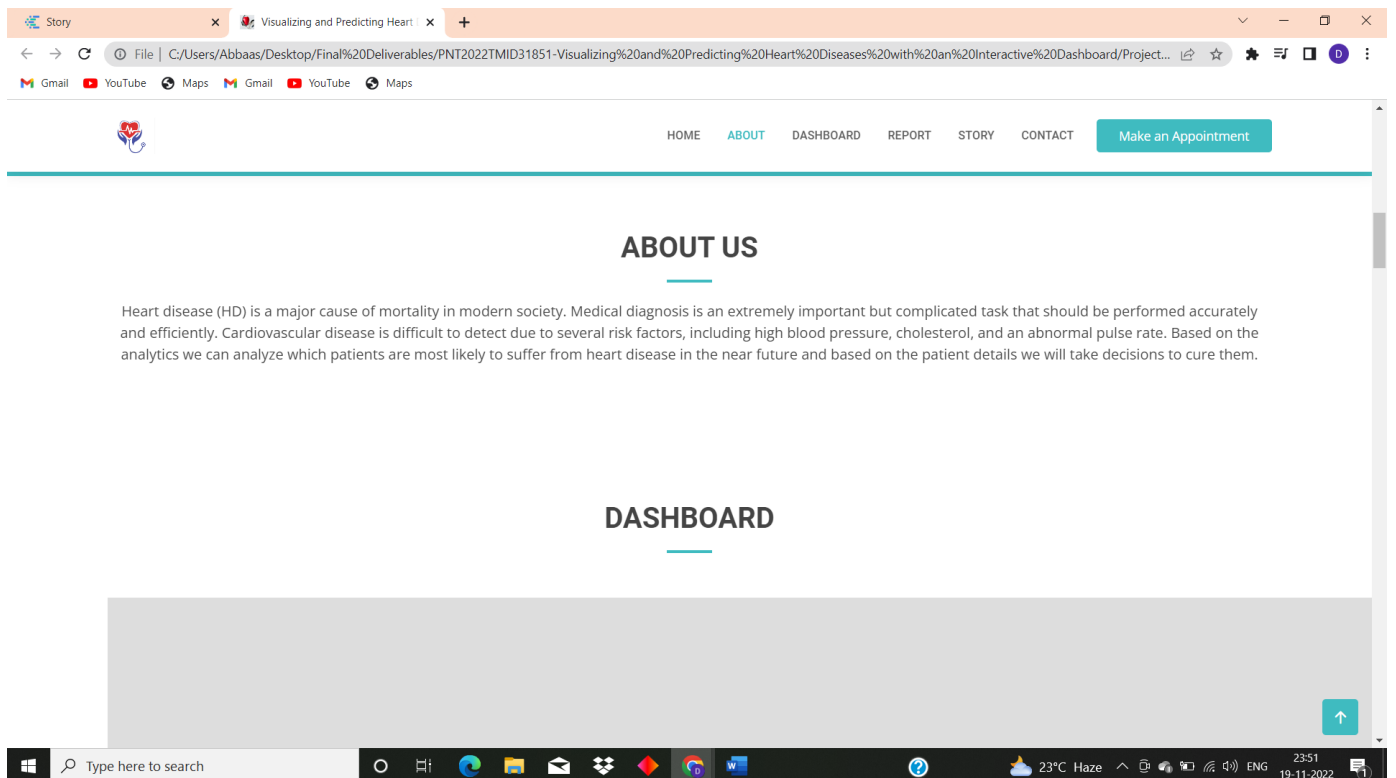 Story
Visualizing and Predicting Heart
File | C:/Users/Abbaas/Desktop/Final%20Deliverables/PNT2022TMID31851-Visualizing%20and%20Predicting%20Heart%20Diseases%20with%20an%20Interactive%20Dashboard/Project...
D
Gmail YouTube Maps Gmail YouTube Maps
HOME ABOUT DASHBOARD REPORT STORY CONTACT Make an Appointment
ABOUT US
Heart disease (HD) is a major cause of mortality in modern society. Medical diagnosis is an extremely important but complicated task that should be performed accurately
and efficiently. Cardiovascular disease is difficult to detect due to several risk factors, including high blood pressure, cholesterol, and an abnormal pulse rate. Based on the
analytics we can analyze which patients are most likely to suffer from heart disease in the near future and based on the patient details we will take decisions to cure them.
DASHBOARD
Type here to search
23°C Haze ENG
23:51
19-11-2022
1